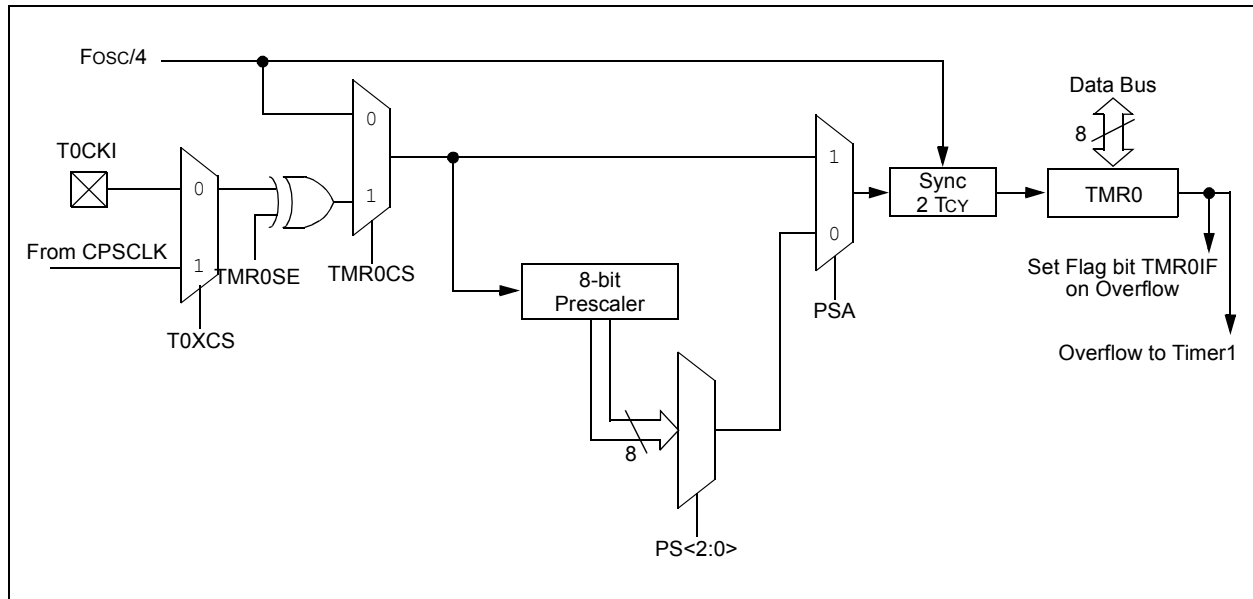 FOSC/4
Data Bus
8
T0CKI
0
1
0
1
1
0
Sync
2 TCY
TMR0
From CPSCLK
TMR0SE
TMR0CS
T0XCS
8-bit
Prescaler
PSA
Set Flag bit TMR0IF
on Overflow
Overflow to Timer1
8
PS<2:0>